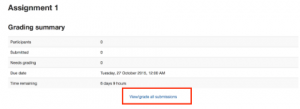 Assignment 1
Grading summary
Participants 0
Submitted 0
Needs grading 0
Due date Tuesday, 27 October 2015, 12:00 AM
Time remaining 6 days 9 hours
View/grade all submissions